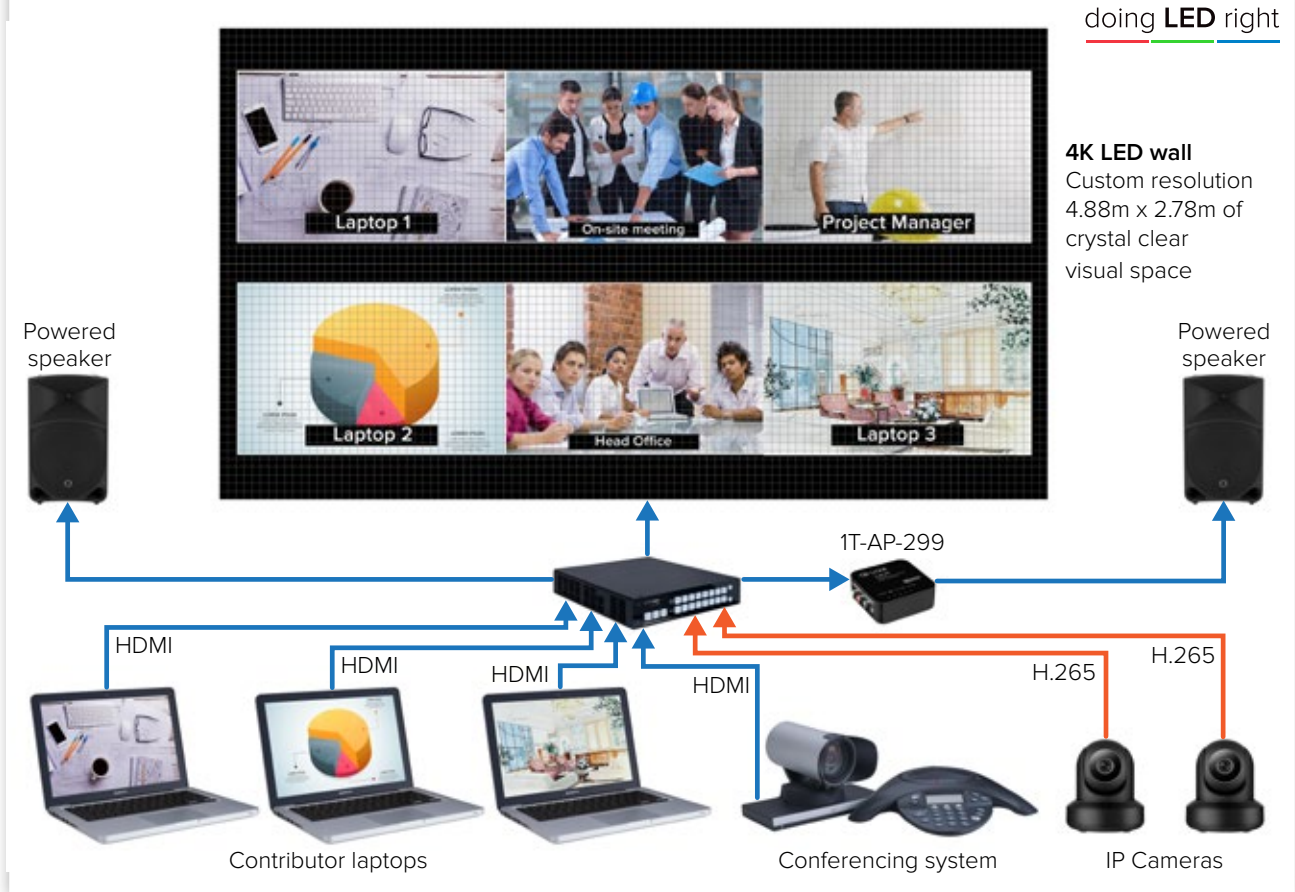 doing LED right
4K LED wall
Custom resolution
4.88m x 2.78m of
crystal clear
visual space
Laptop 1
On-site meeting
Project Manager
Laptop 2
Head Office
Laptop 3
Powered
speaker
Powered
speaker
1T-AP-299
HDMI
HDMI
HDMI
HDMI
H.265
H.265
Contributor laptops
Conferencing system
IP Cameras